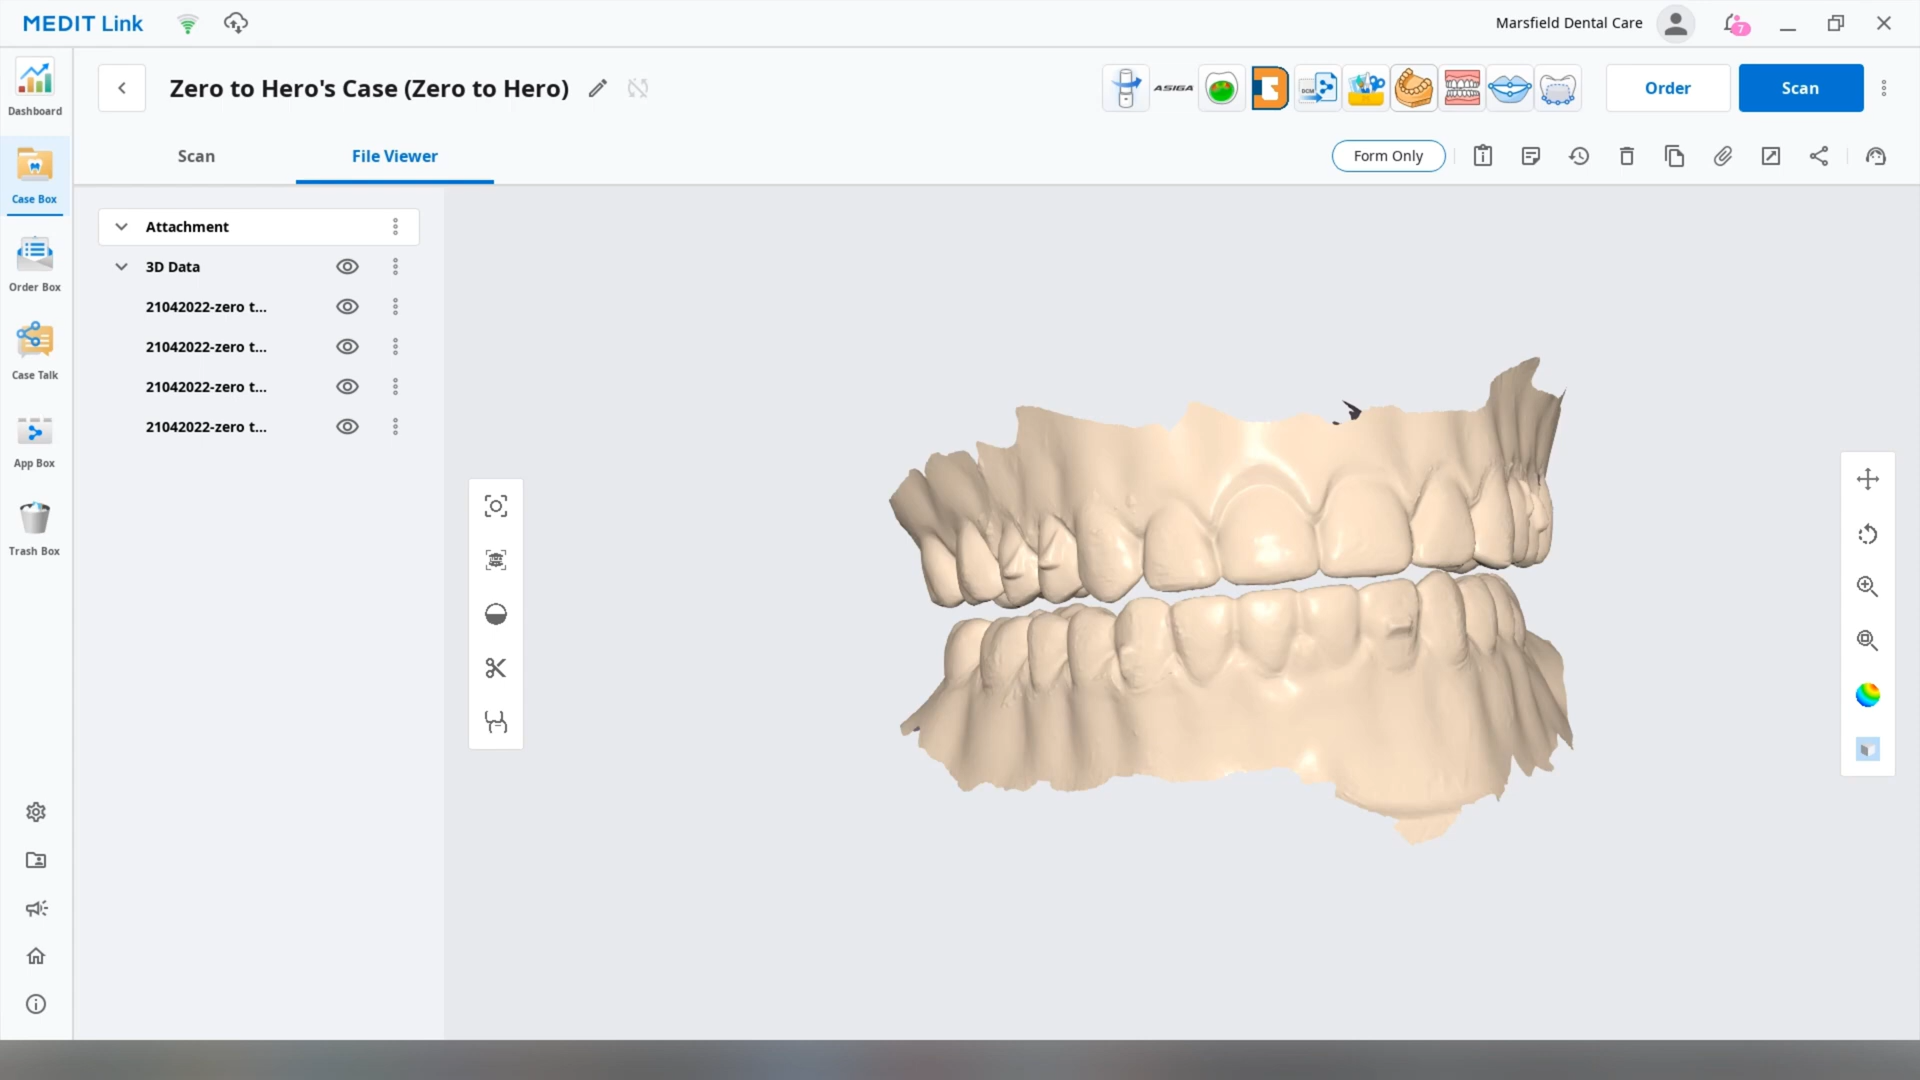 MEDIT Link
Marsfield Dental Care
7
Dashboard
Zero to Hero's Case (Zero to Hero)
ASIGA
DCM
Order
Scan
Scan
File Viewer
Form Only
Case Box
Attachment
3D Data
21042022-zero t...
21042022-zero t...
21042022-zero t...
21042022-zero t...
Order Box
Case Talk
App Box
Trash Box